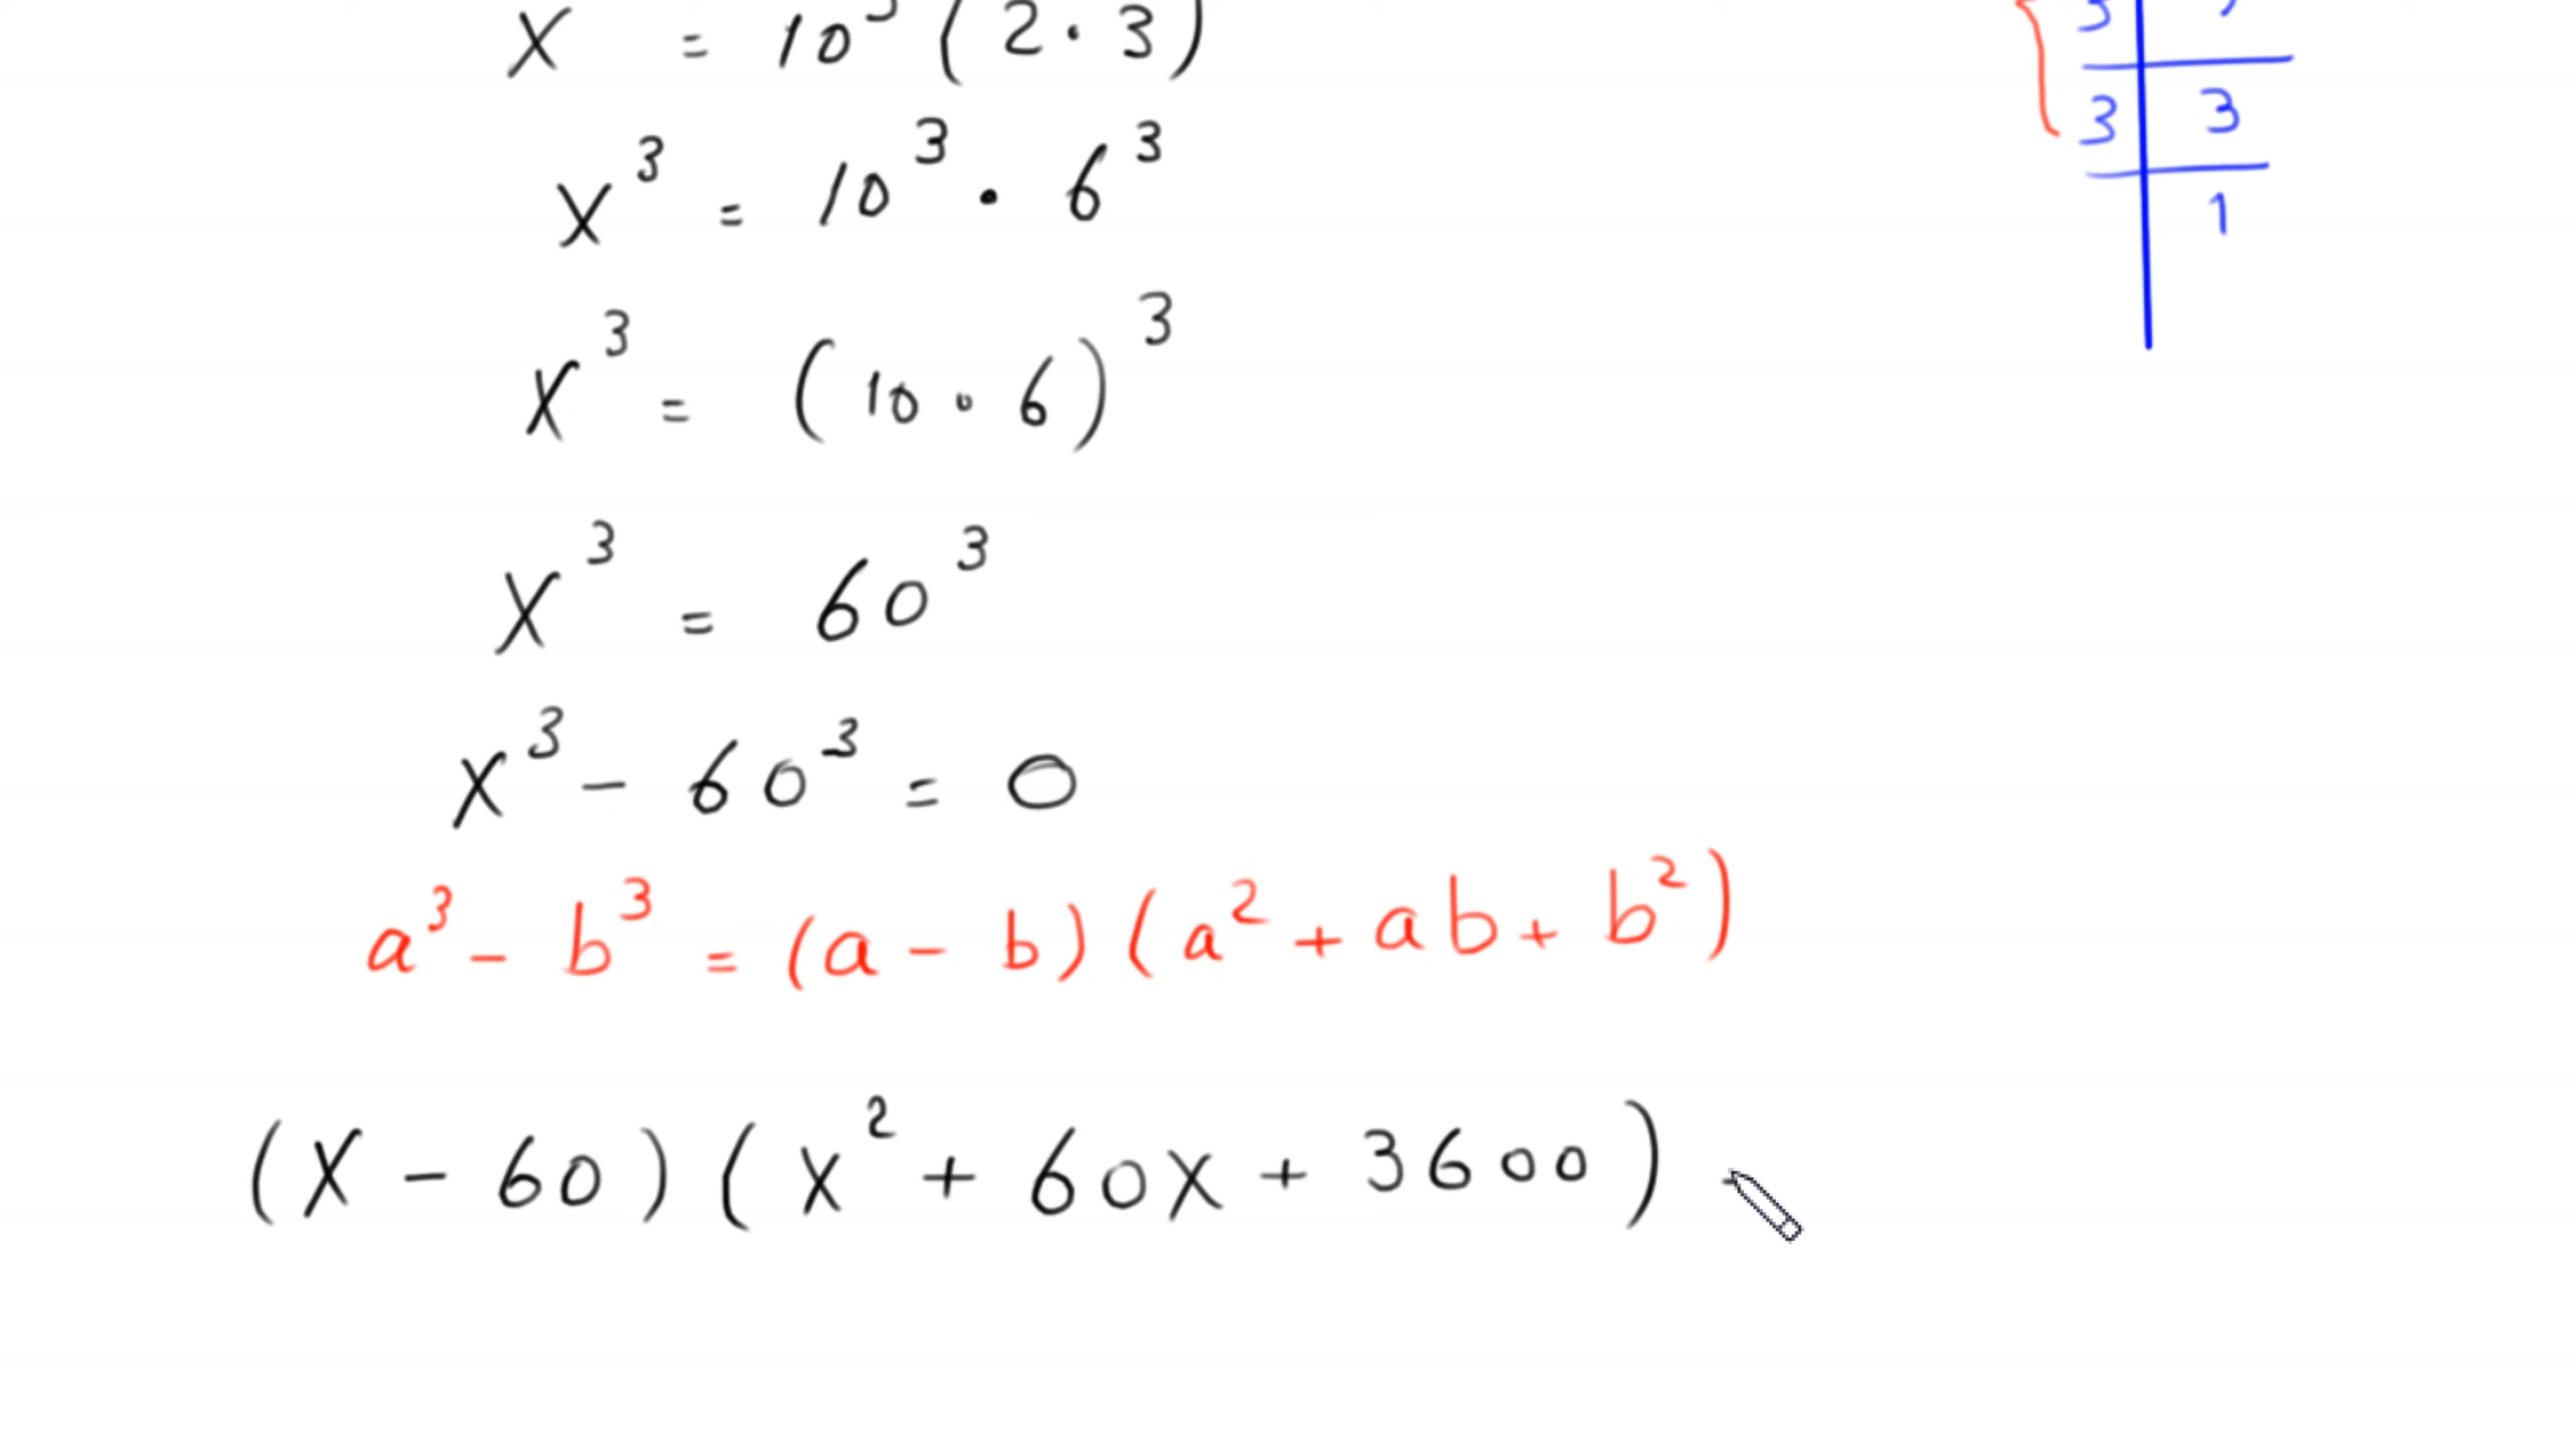 X = 10 (2 · 3)
X³ = 10³ · 6³
X³ = (10 · 6)³
X³ = 60³
X³ - 60³ = 0
a³ - b³ = (a - b)(a² + ab + b²)
(X - 60)(X² + 60X + 3600)
3
3 3
1